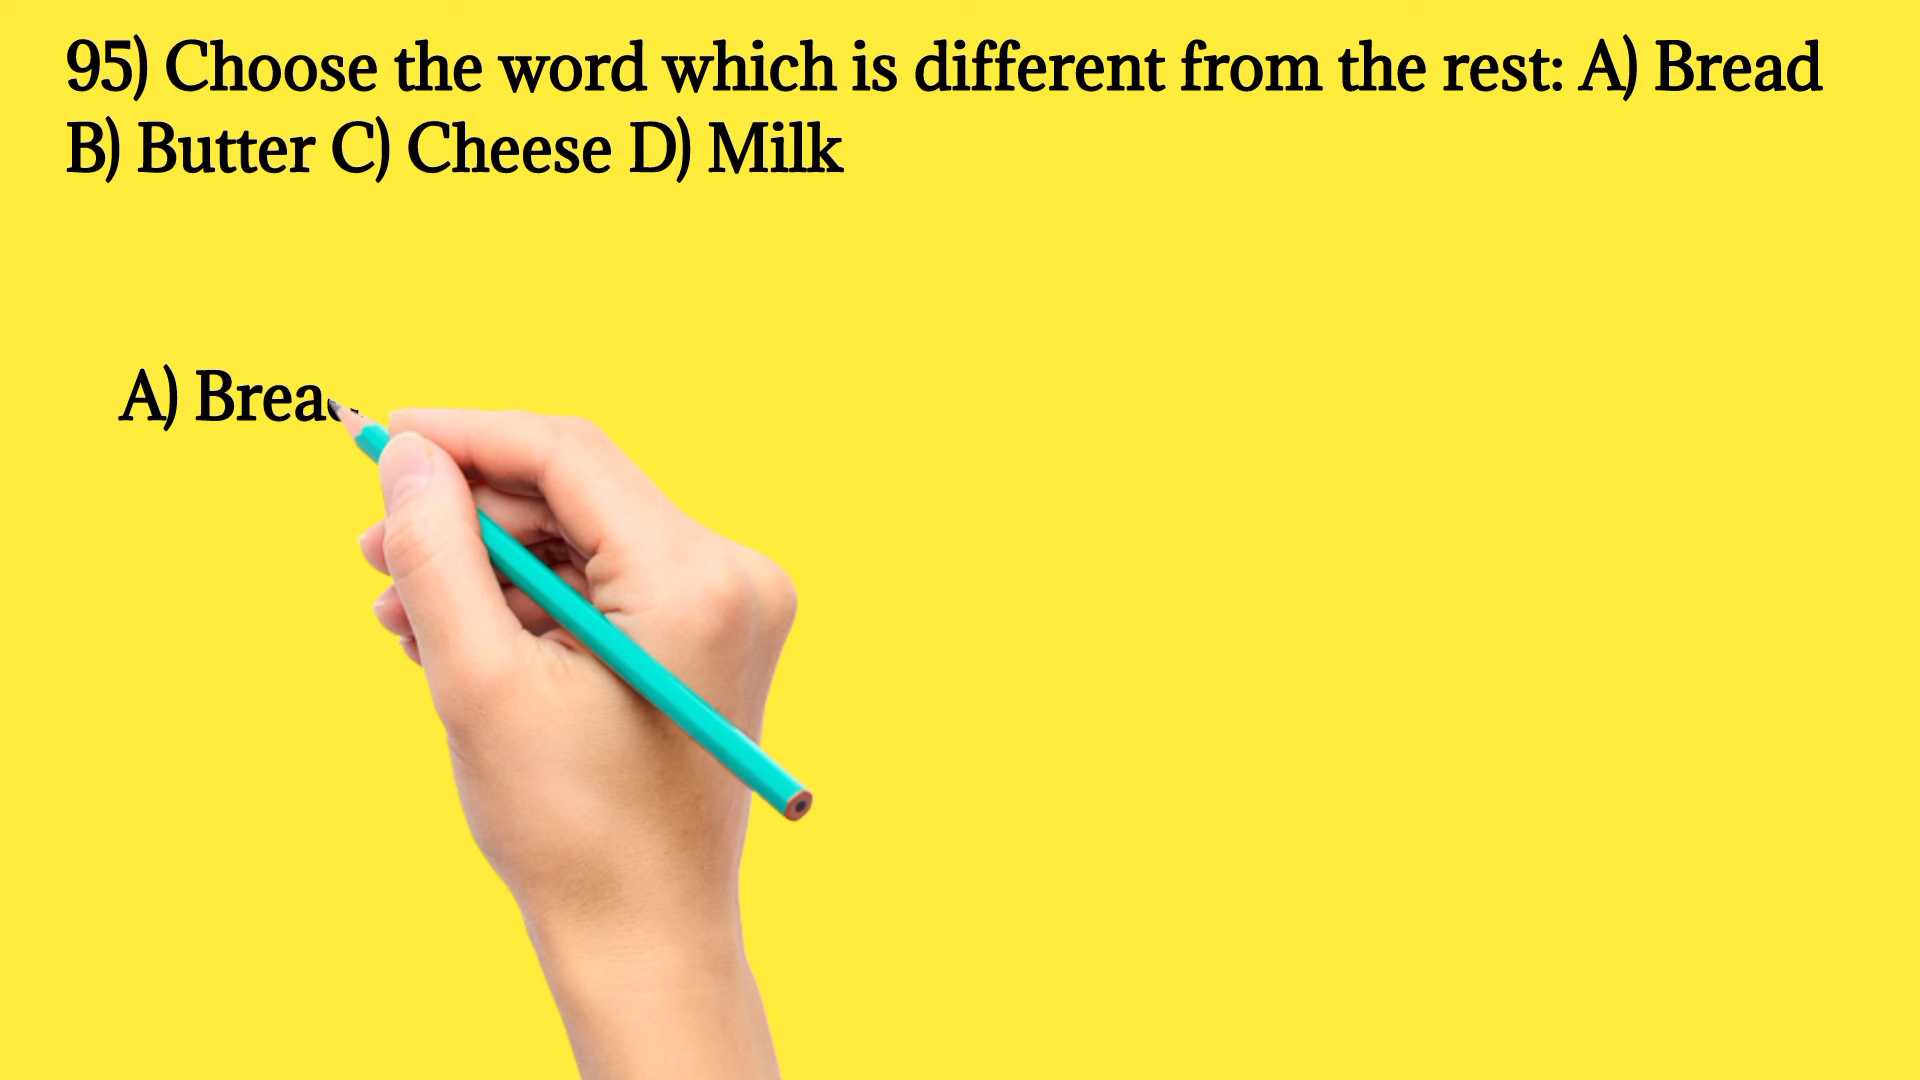 95) Choose the word which is different from the rest: A) Bread
B) Butter C) Cheese D) Milk
A) Brea